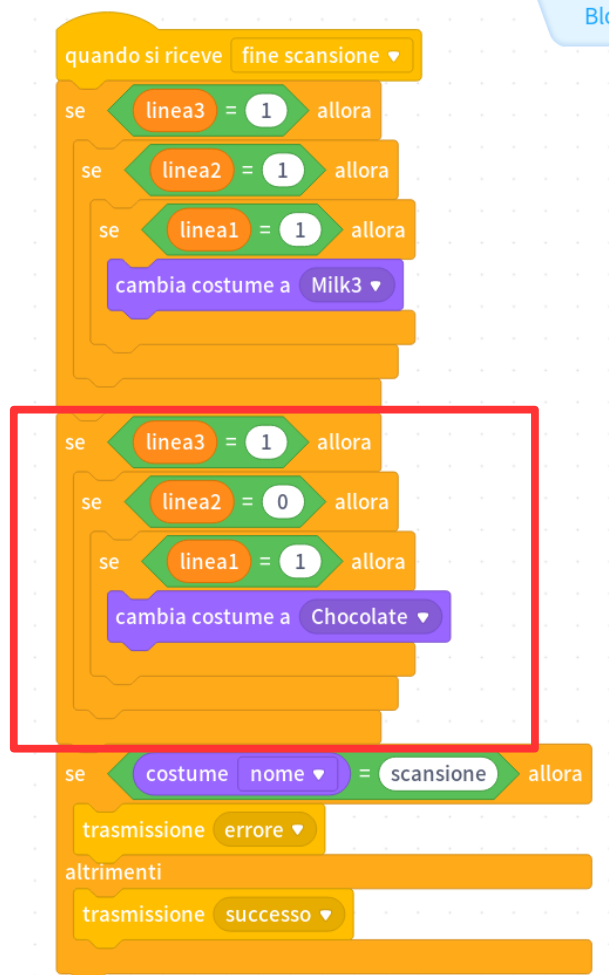 Blo
quando si riceve fine scansione
se linea3 = 1 allora
se linea2 = 1 allora
se linea1 = 1 allora
cambia costume a Milk3
se linea3 = 1 allora
se linea2 = 0 allora
se linea1 = 1 allora
cambia costume a Chocolate
se costume nome = scansione allora
trasmissione errore
altrimenti
trasmissione successo